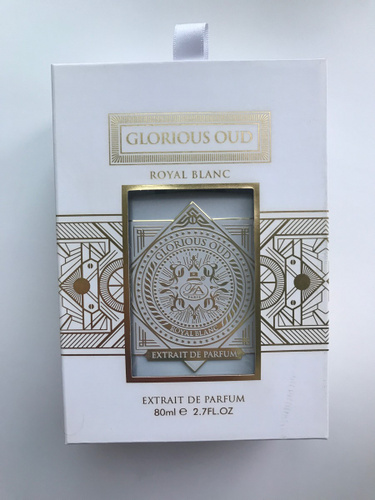 GLORIOUS OUD
ROYAL BLANC
GLORIOUS OUD
ROYAL BLANC
EXTRAIT DE PARFUM
EXTRAIT DE PARFUM
80ml ℮ 2.7FL.OZ